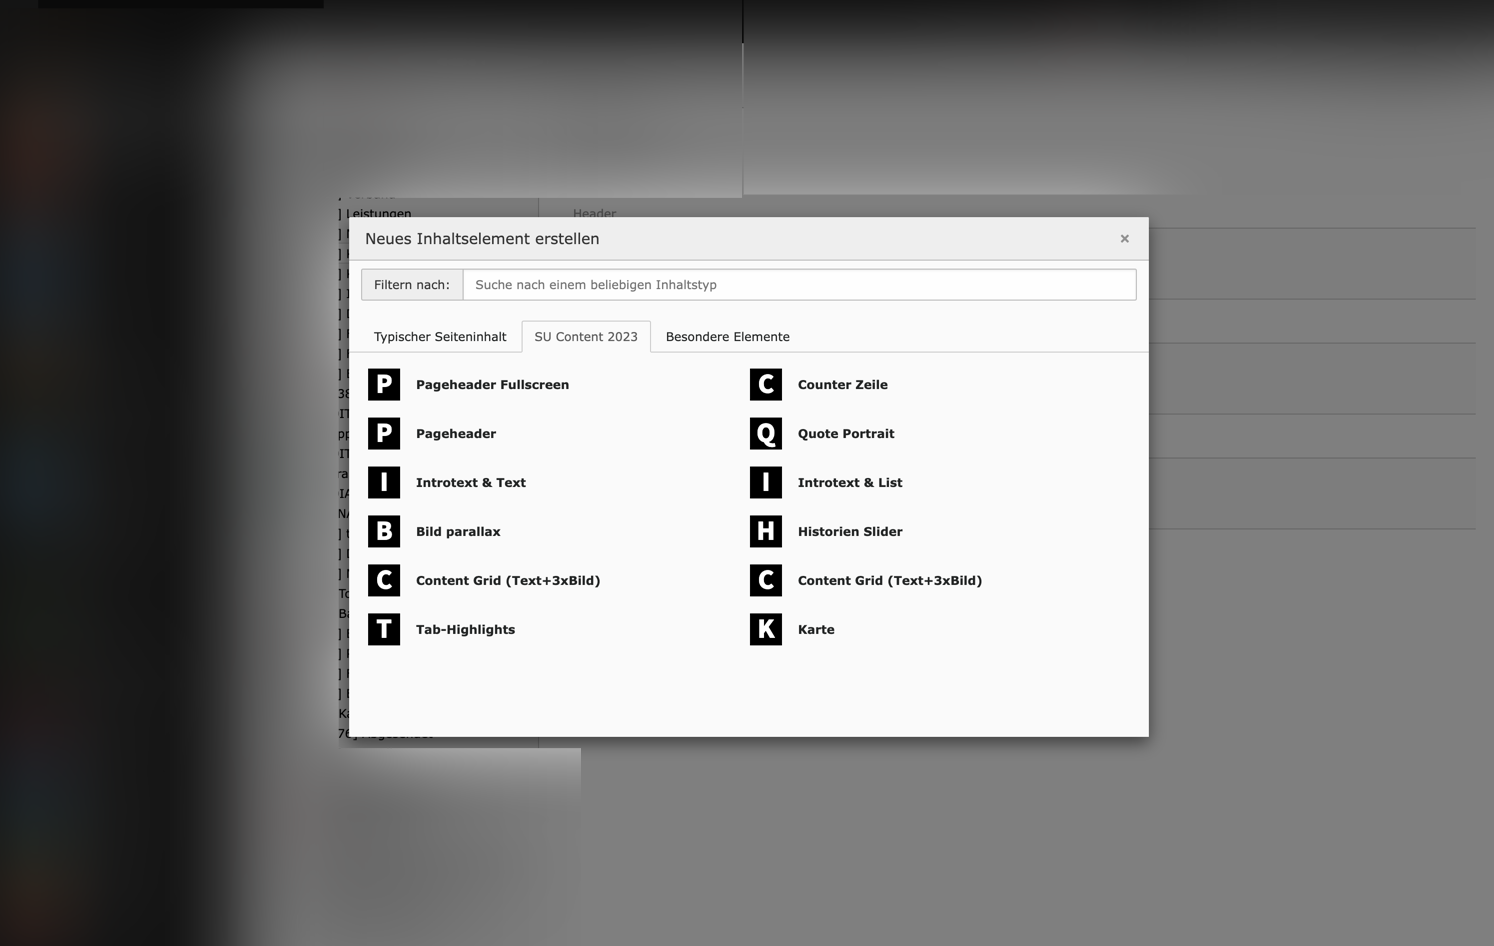 ] Leistungen
Header
Neues Inhaltselement erstellen
×
Filtern nach:
Suche nach einem beliebigen Inhaltstyp
Typischer Seiteninhalt
SU Content 2023
Besondere Elemente
P Pageheader Fullscreen
C Counter Zeile
P Pageheader
Q Quote Portrait
I Introtext & Text
I Introtext & List
B Bild parallax
H Historien Slider
C Content Grid (Text+3xBild)
C Content Grid (Text+3xBild)
T Tab-Highlights
K Karte